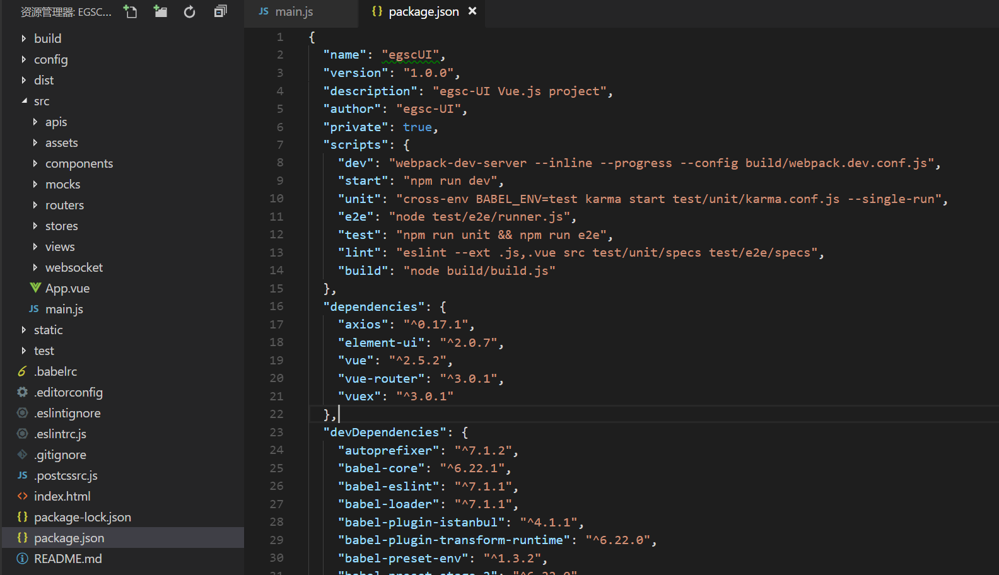 资源管理器: EGSC...
build
config
dist
src
apis
assets
components
mocks
routers
stores
views
websocket
App.vue
JS main.js
static
test
.babelrc
.editorconfig
.eslintignore
.eslintrc.js
.gitignore
JS .postcssrc.js
<> index.html
{} package-lock.json
{} package.json
README.md
JS main.js
{} package.json ×
1 {
2 "name": "egscUI",
3 "version": "1.0.0",
4 "description": "egsc-UI Vue.js project",
5 "author": "egsc-UI",
6 "private": true,
7 "scripts": {
8 "dev": "webpack-dev-server --inline --progress --config build/webpack.dev.conf.js",
9 "start": "npm run dev",
10 "unit": "cross-env BABEL_ENV=test karma start test/unit/karma.conf.js --single-run",
11 "e2e": "node test/e2e/runner.js",
12 "test": "npm run unit && npm run e2e",
13 "lint": "eslint --ext .js,.vue src test/unit/specs test/e2e/specs",
14 "build": "node build/build.js"
15 },
16 "dependencies": {
17 "axios": "^0.17.1",
18 "element-ui": "^2.0.7",
19 "vue": "^2.5.2",
20 "vue-router": "^3.0.1",
21 "vuex": "^3.0.1"
22 },
23 "devDependencies": {
24 "autoprefixer": "^7.1.2",
25 "babel-core": "^6.22.1",
26 "babel-eslint": "^7.1.1",
27 "babel-loader": "^7.1.1",
28 "babel-plugin-istanbul": "^4.1.1",
29 "babel-plugin-transform-runtime": "^6.22.0",
30 "babel-preset-env": "^1.3.2",
31 "babel-preset-stage-2": "^6.22.0"